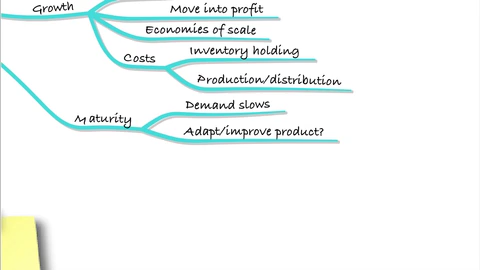 Growth
Move into profit
Economies of scale
Costs
Inventory holding
Production/distribution
Maturity
Demand slows
Adapt/improve product?